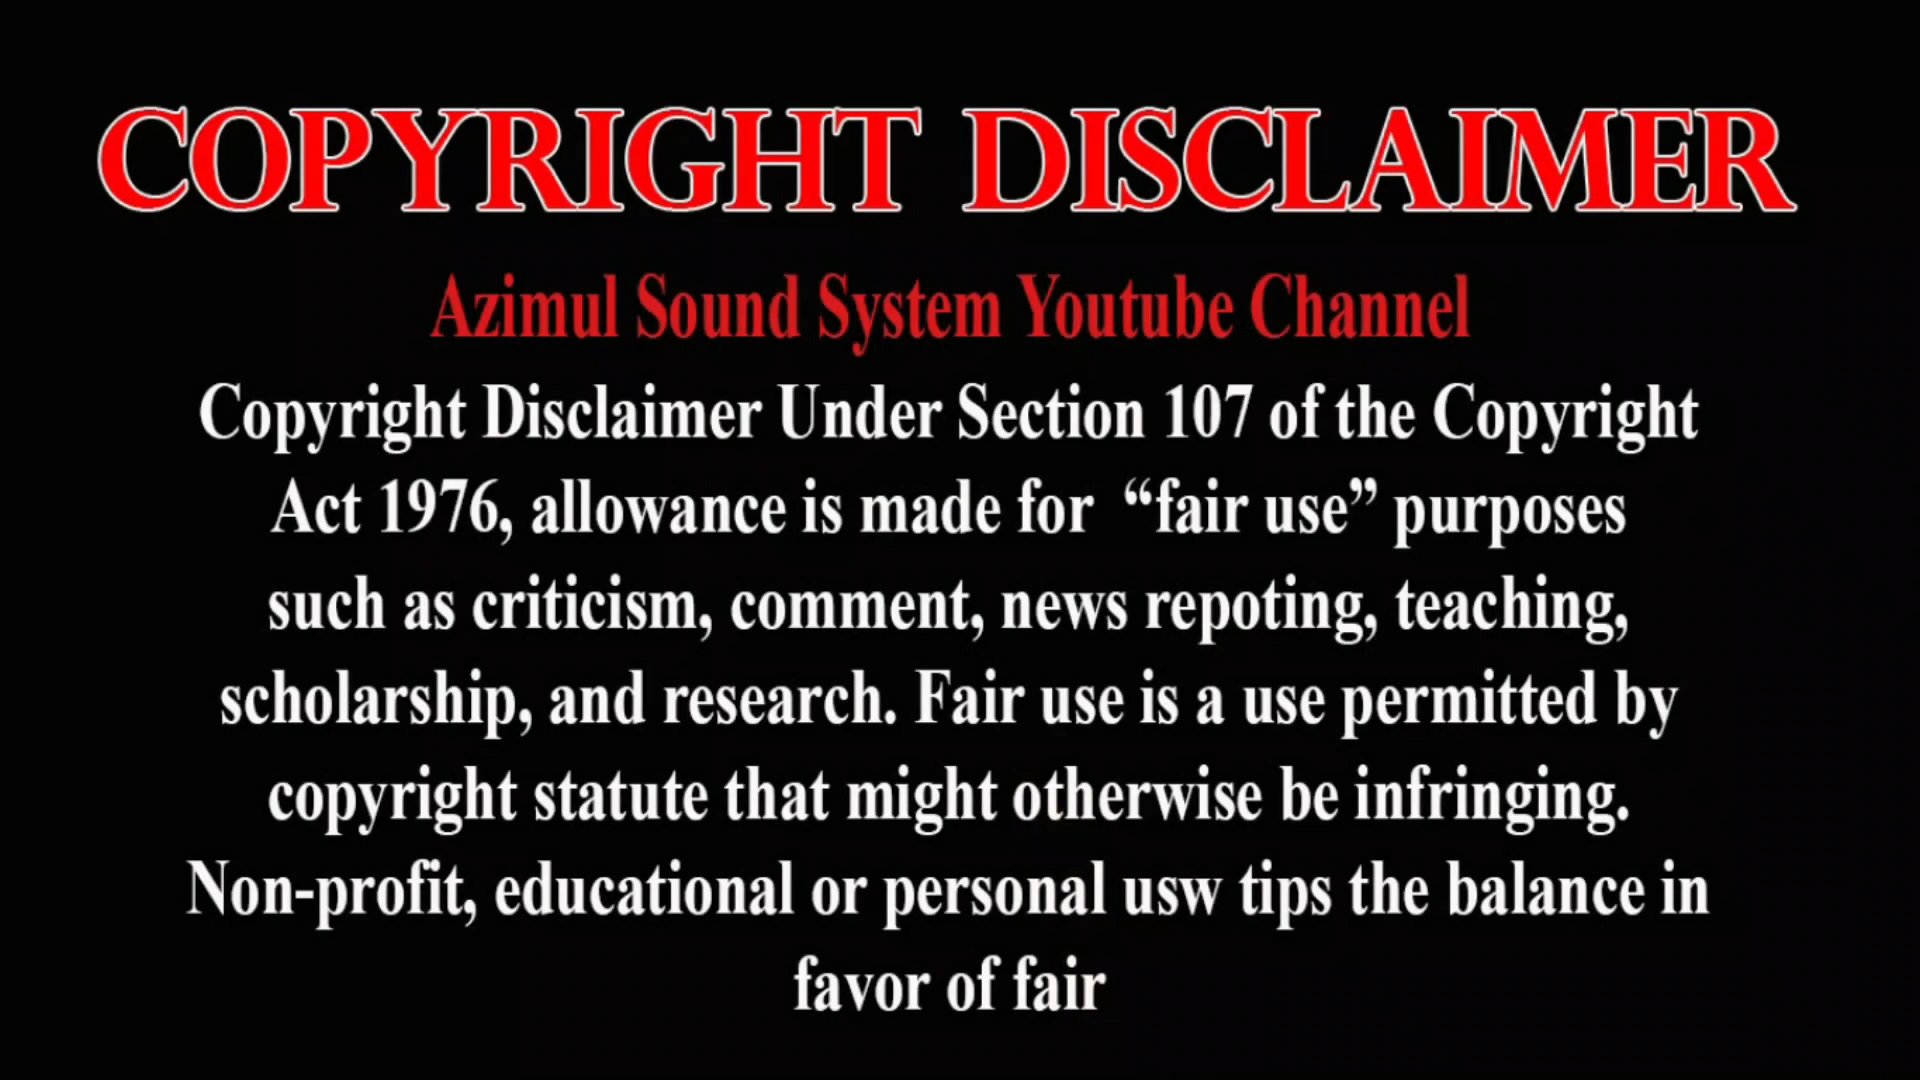 COPYRIGHT DISCLAIMER
Azimul Sound System Youtube Channel
Copyright Disclaimer Under Section 107 of the Copyright
Act 1976, allowance is made for “fair use” purposes
such as criticism, comment, news repoting, teaching,
scholarship, and research. Fair use is a use permitted by
copyright statute that might otherwise be infringing.
Non-profit, educational or personal usw tips the balance in
favor of fair